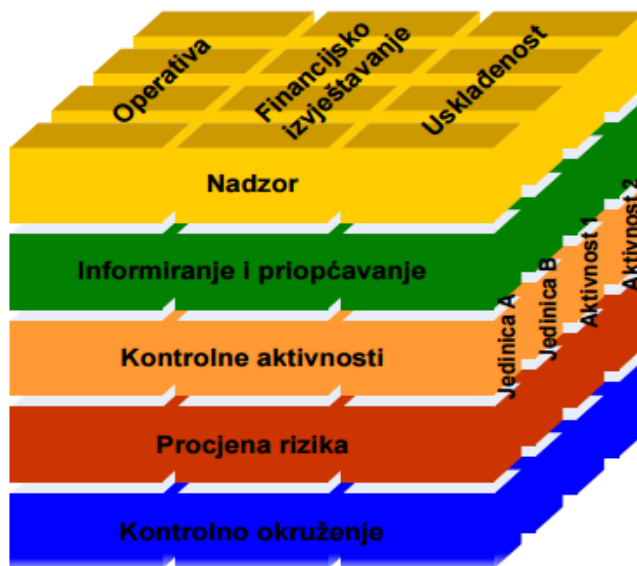 Operativa
Financijsko
izvještavanje
Usklađenost
Nadzor
Informiranje i priopćavanje
Kontrolne aktivnosti
Procjena rizika
Kontrolno okruženje
Jedinica A
Jedinica B
Aktivnost 1
Aktivnost 2